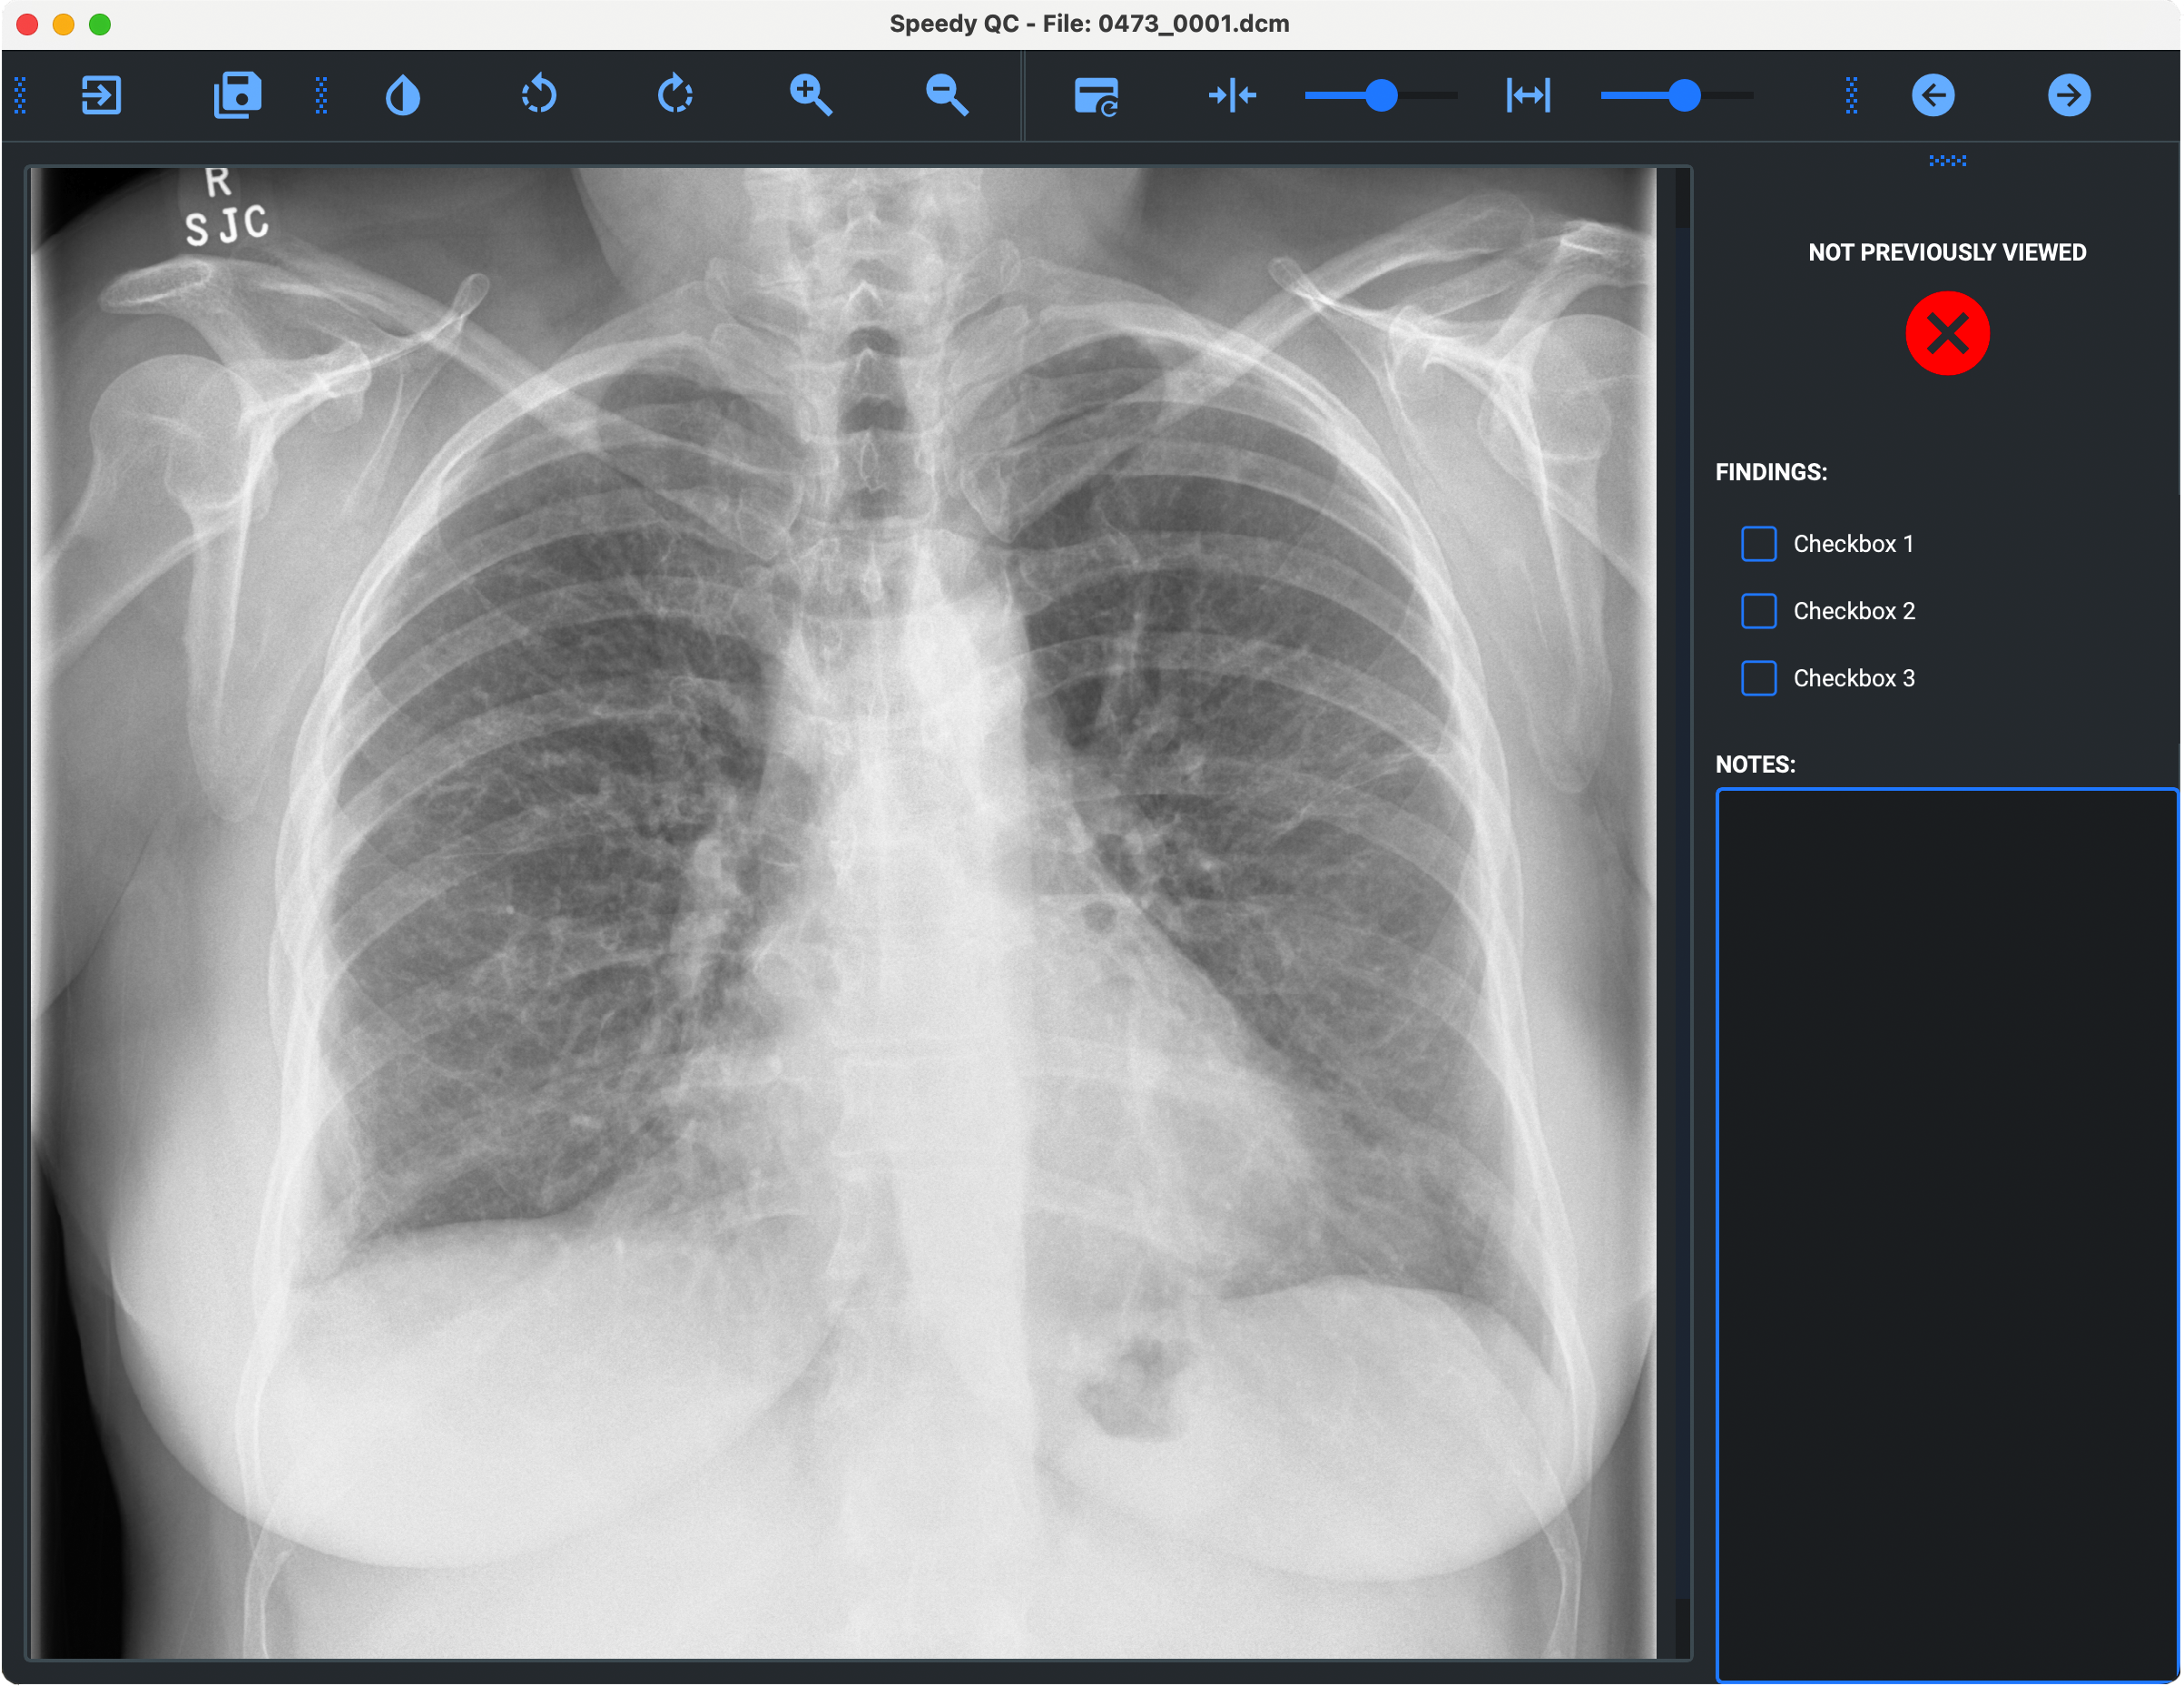 Speedy QC - File: 0473_0001.dcm
R
SJC
NOT PREVIOUSLY VIEWED
FINDINGS:
Checkbox 1
Checkbox 2
Checkbox 3
NOTES: